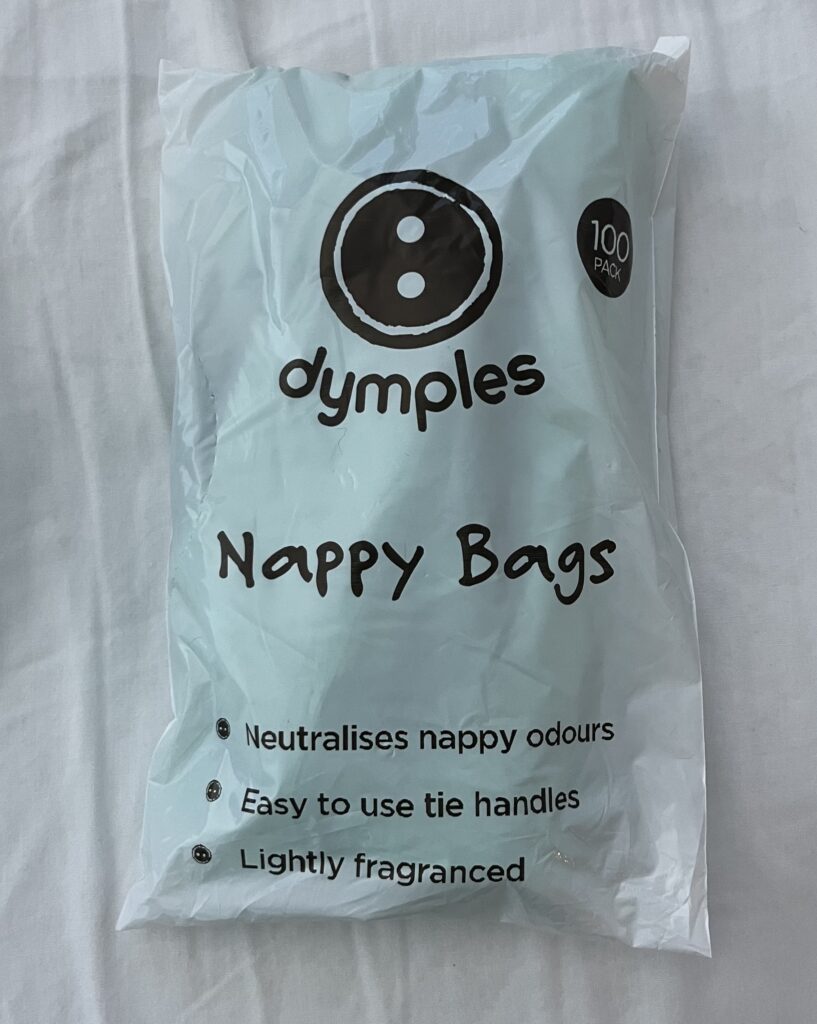 100
PACK
dymples
Nappy Bags
Neutralises nappy odours
Easy to use tie handles
Lightly fragranced